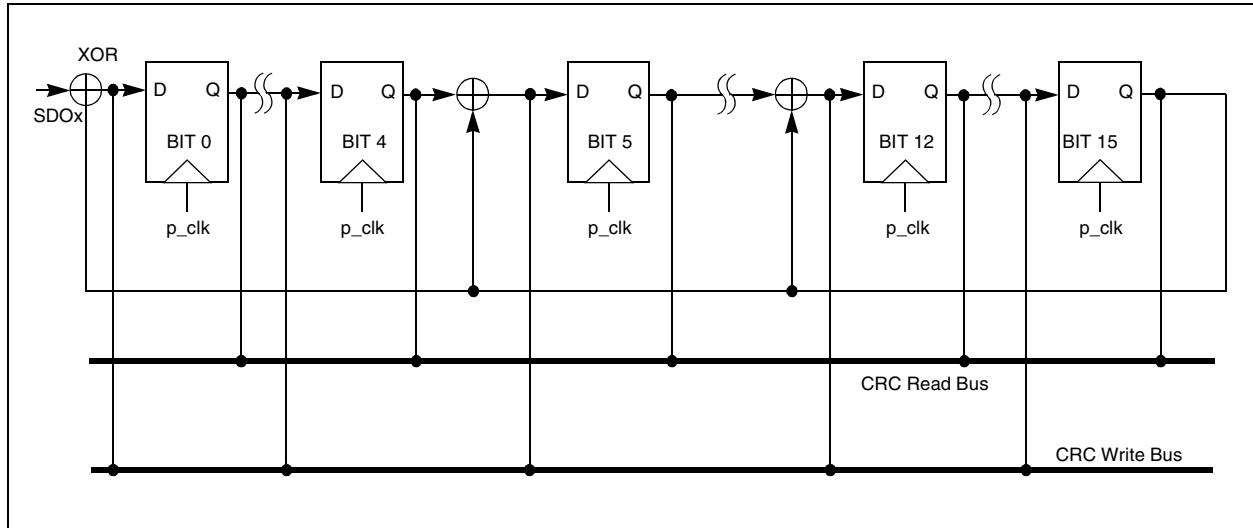 XOR
SDOx
D Q
BIT 0
p_clk
D Q
BIT 4
p_clk
D Q
BIT 5
p_clk
D Q
BIT 12
p_clk
D Q
BIT 15
p_clk
CRC Read Bus
CRC Write Bus